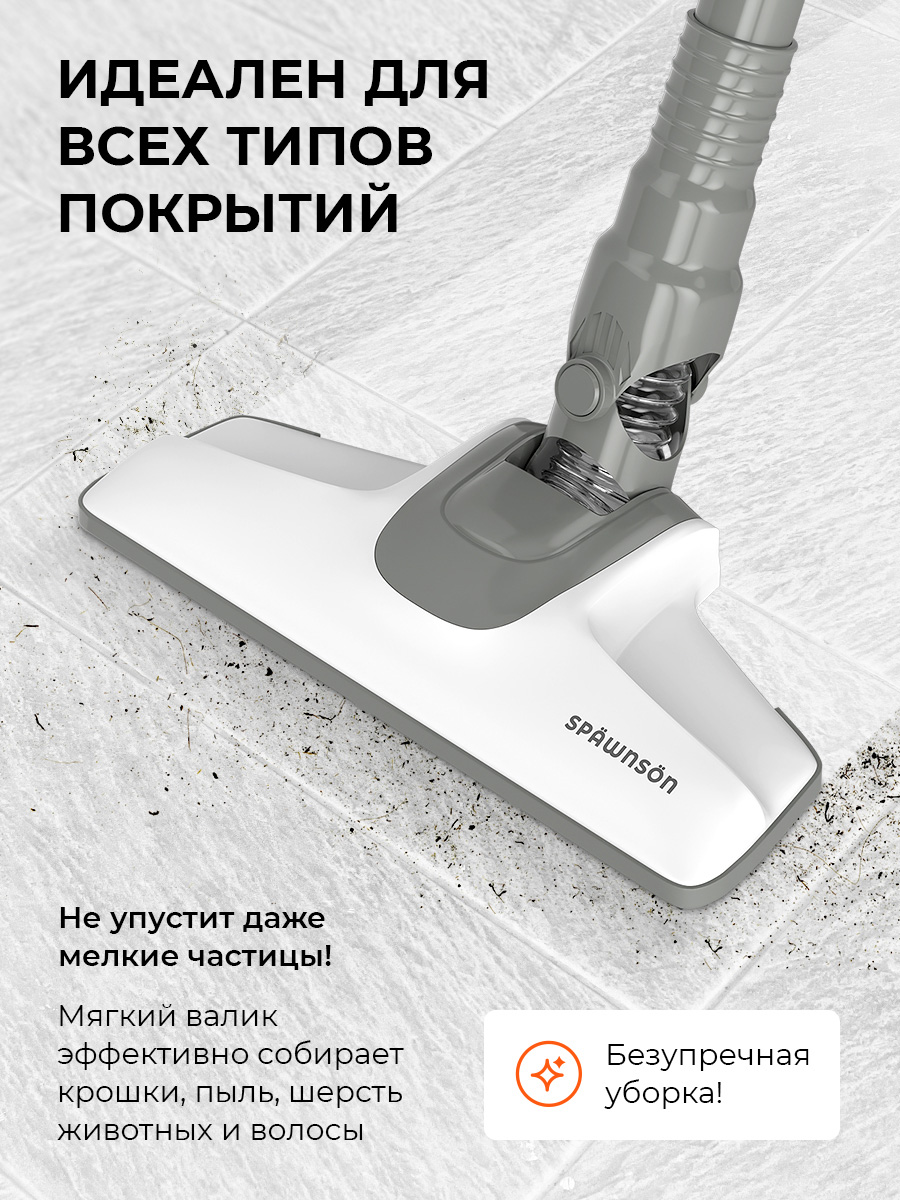 ИДЕАЛЕН ДЛЯ
ВСЕХ ТИПОВ
ПОКРЫТИЙ
SPÄWNSÖN
Не упустит даже
мелкие частицы!
Мягкий валик
эффективно собирает
крошки, пыль, шерсть
животных и волосы
Безупречная
уборка!